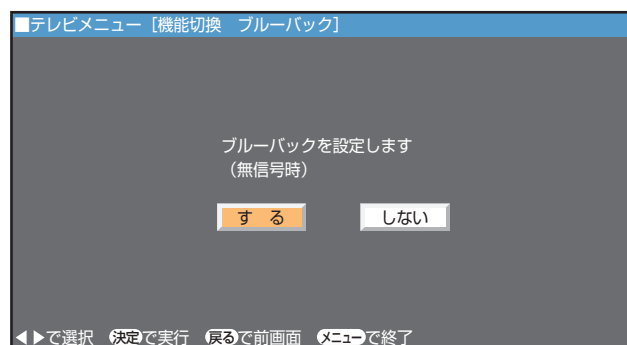 ■テレビメニュー［機能切換　ブルーバック］
ブルーバックを設定します
（無信号時）
する　しない
◀▶で選択　決定で実行　戻るで前画面　メニューで終了